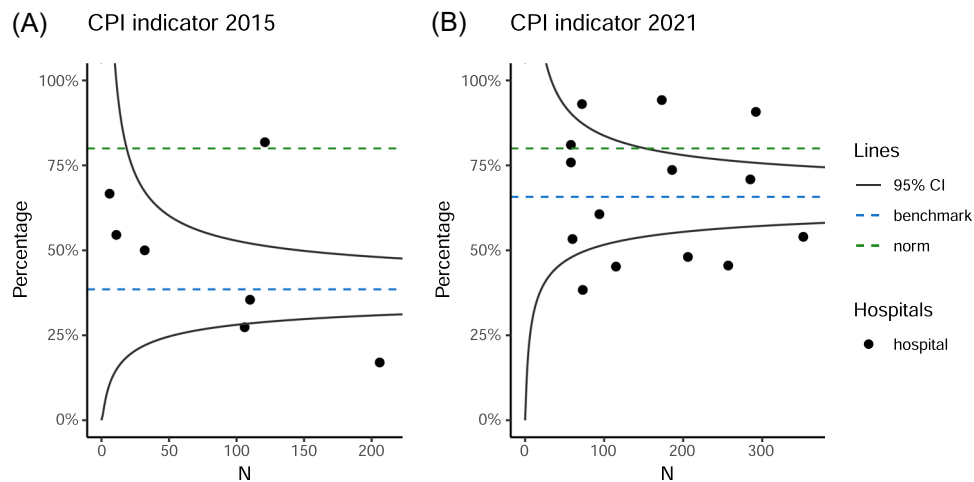 (A) CPI indicator 2015
Percentage
100%
75%
50%
25%
0%
0 50 100 150 200
N
(B) CPI indicator 2021
Percentage
100%
75%
50%
25%
0%
0 100 200 300
N
Lines
95% CI
benchmark
norm
Hospitals
hospital